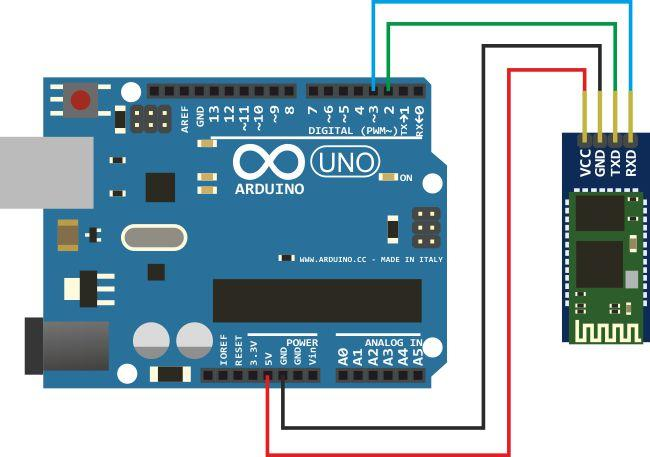 AREF
GND
13
12
~11
~10
~9
8
7
~6
~5
4
~3
2
TX→1
RX←0
DIGITAL (PWM~)
UNO
ARDUINO
ON
VCC
GND
TXD
RXD
WWW.ARDUINO.CC - MADE IN ITALY
POWER
ANALOG IN
IOREF
RESET
3.3V
5V
GND
GND
Vin
A0
A1
A2
A3
A4
A5